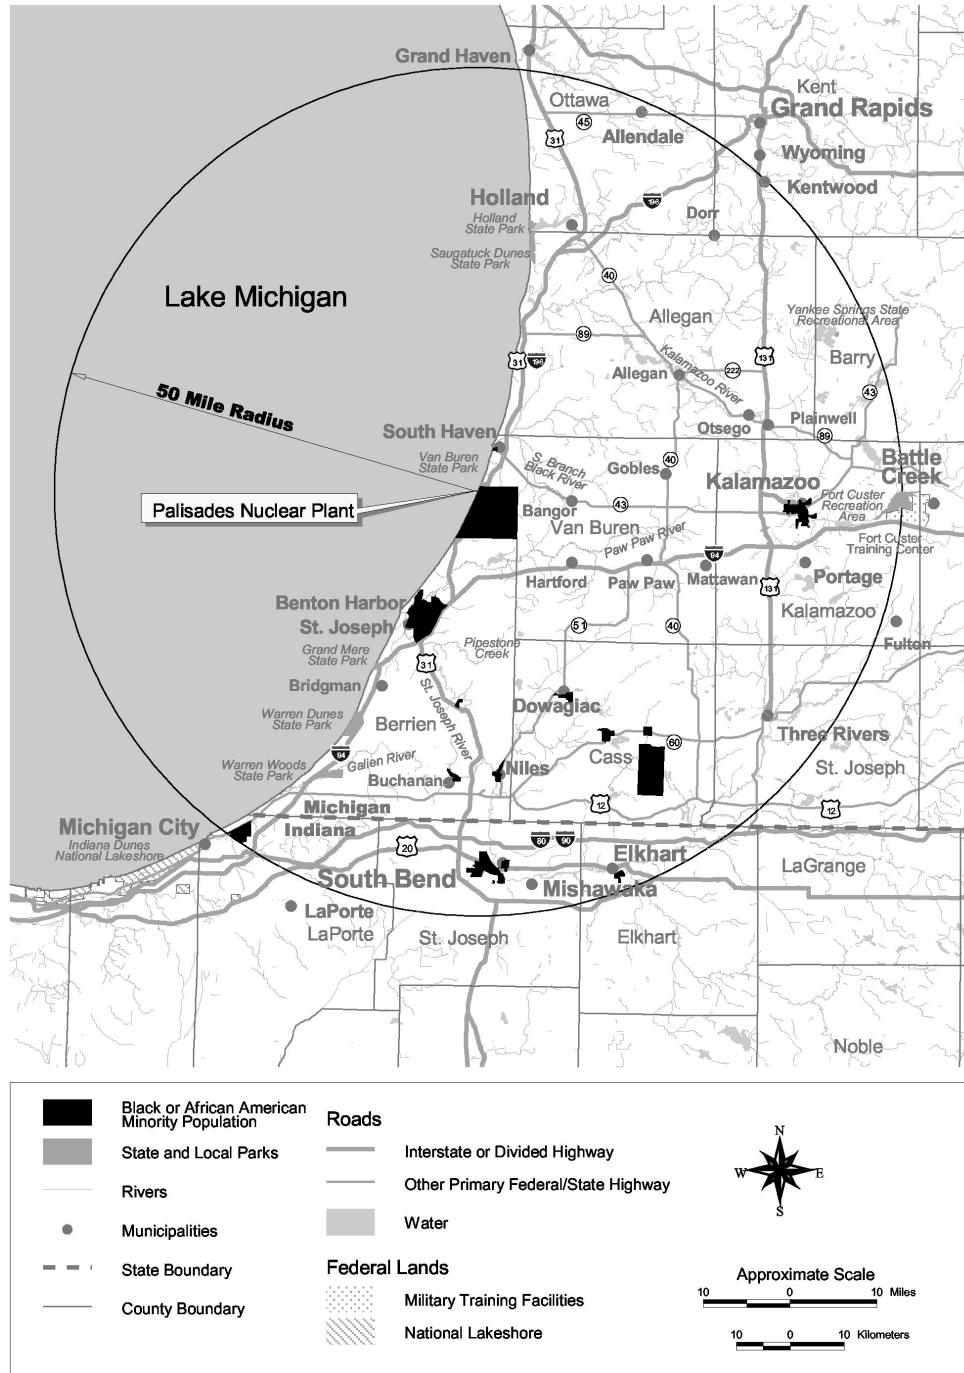 Grand Haven
Kent
Ottawa
Grand Rapids
45
Allendale
31
Wyoming
Kentwood
Holland
196
Dorr
Holland
State Park
Saugatuck Dunes
State Park
40
Lake Michigan
Allegan
Yankee Springs State
Recreational Area
89
Kalamazoo River
Barry
31
196
131
50 Mile Radius
Allegan
222
43
Otsego
Plainwell
South Haven
89
Van Buren
State Park
S. Branch
Black River
Gobles
40
Kalamazoo
Battle
Creek
Palisades Nuclear Plant
Bangor
43
Fort Custer
Recreation
Area
Van Buren
Paw Paw River
Fort Custer
Training Center
94
Hartford
Paw Paw
Mattawan
131
Portage
Benton Harbor
St. Joseph
Kalamazoo
51
40
Fulton
Grand Mere
State Park
31
Pipestone
Creek
Bridgman
St. Joseph River
Dowagiac
Warren Dunes
State Park
Berrien
Three Rivers
60
94
Galien River
Cass
Warren Woods
State Park
Niles
St. Joseph
Buchanan
12
12
Michigan
Indiana
Michigan City
Indiana Dunes
National Lakeshore
20
80
90
Elkhart
LaGrange
South Bend
Mishawaka
LaPorte
LaPorte
St. Joseph
Elkhart
Noble
Black or African American
Minority Population
State and Local Parks
Rivers
Municipalities
State Boundary
County Boundary
Roads
Interstate or Divided Highway
Other Primary Federal/State Highway
Water
Federal Lands
Military Training Facilities
National Lakeshore
N
W
E
S
Approximate Scale
10
0
10
Miles
10
0
10
Kilometers